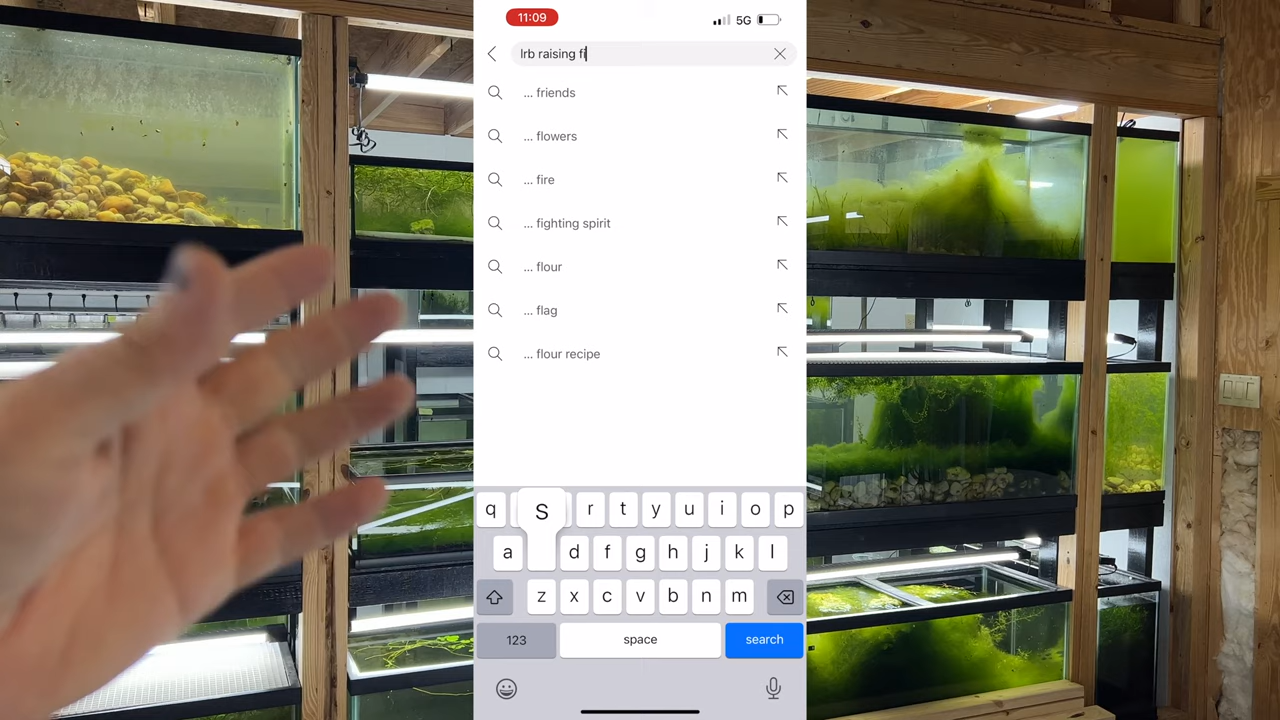 11:09
5G
lrb raising fi
... friends
... flowers
... fire
... fighting spirit
... flour
... flag
... flour recipe
q S r t y u i o p
a d f g h j k l
z x c v b n m
123 space search